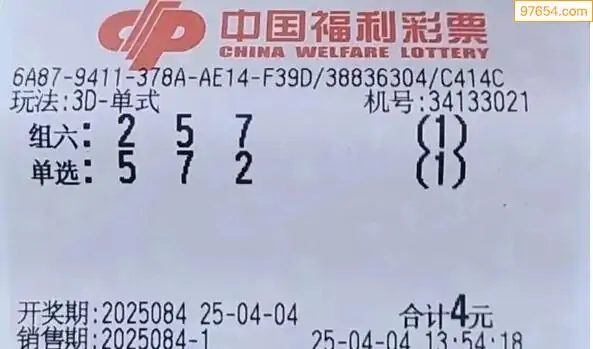 97654.com
中国福利彩票
CHINA WELFARE LOTTERY
6A87-9411-378A-AE14-F39D/38836304/C414C
玩法:3D-单式 机号:34133021
组六: 2 5 7 (1)
单选: 5 7 2 (1)
开奖期:2025084 25-04-04 合计4元
销售期:2025084-1 25-04-04 13:54:18